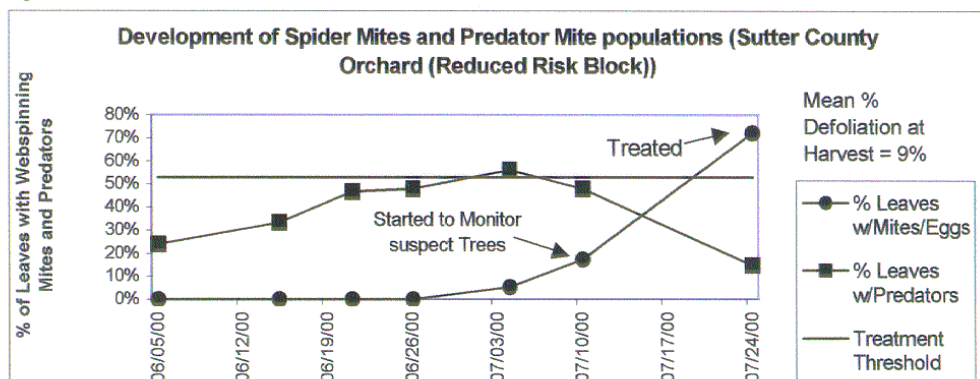 Development of Spider Mites and Predator Mite populations (Sutter County
Orchard (Reduced Risk Block))
% of Leaves with Webspinning
Mites and Predators
80%
70%
60%
50%
40%
30%
20%
10%
0%
Treated
Started to Monitor
suspect Trees
06/05/00
06/12/00
06/19/00
06/26/00
07/03/00
07/10/00
07/17/00
07/24/00
Mean %
Defoliation at
Harvest = 9%
% Leaves
w/Mites/Eggs
% Leaves
w/Predators
Treatment
Threshold